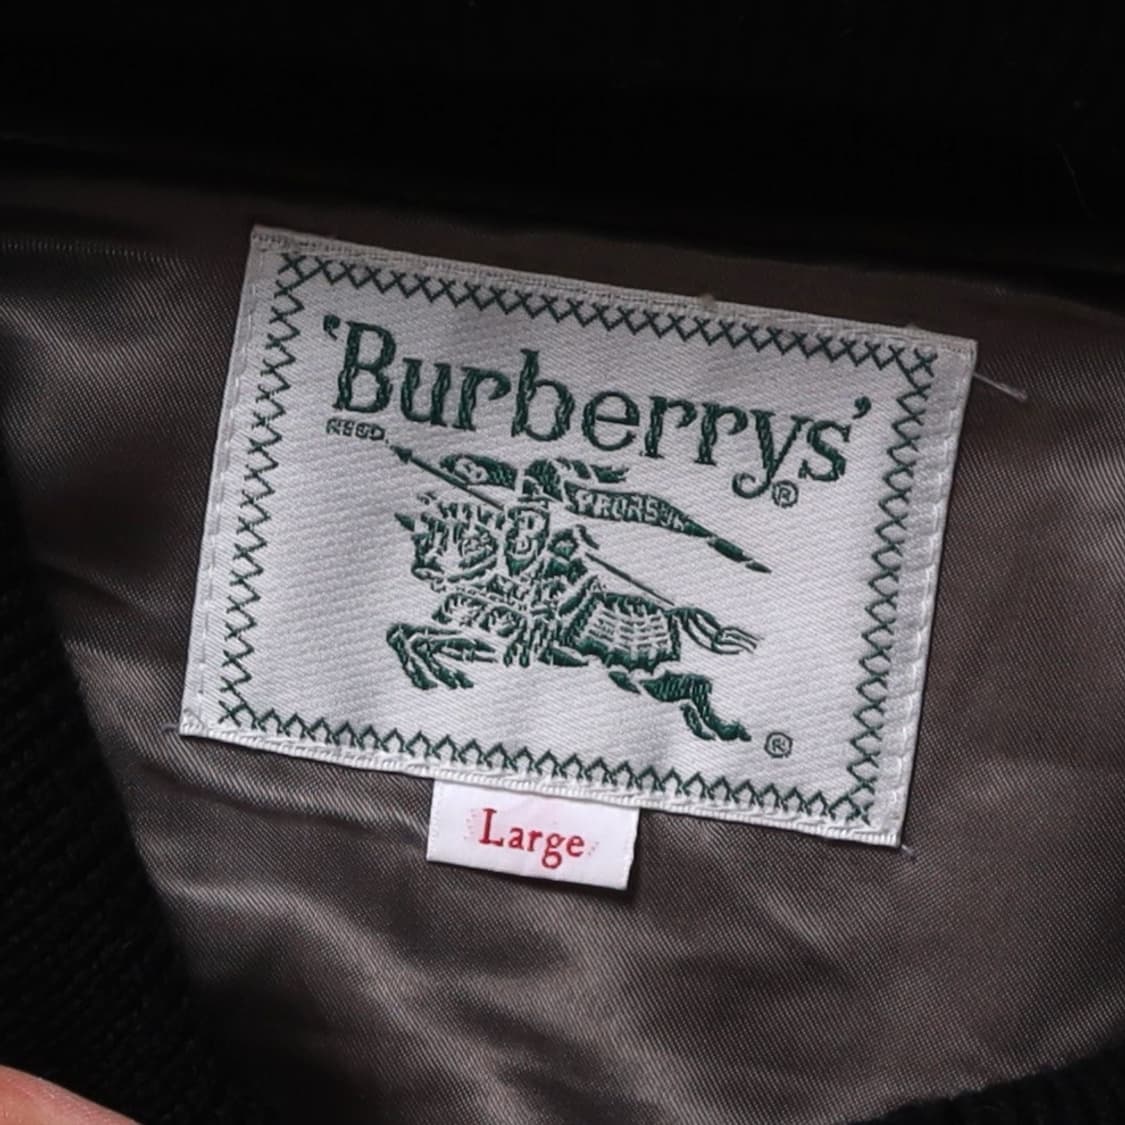 'Burberrys'
REGD. ®
PRORSUM
®
Large